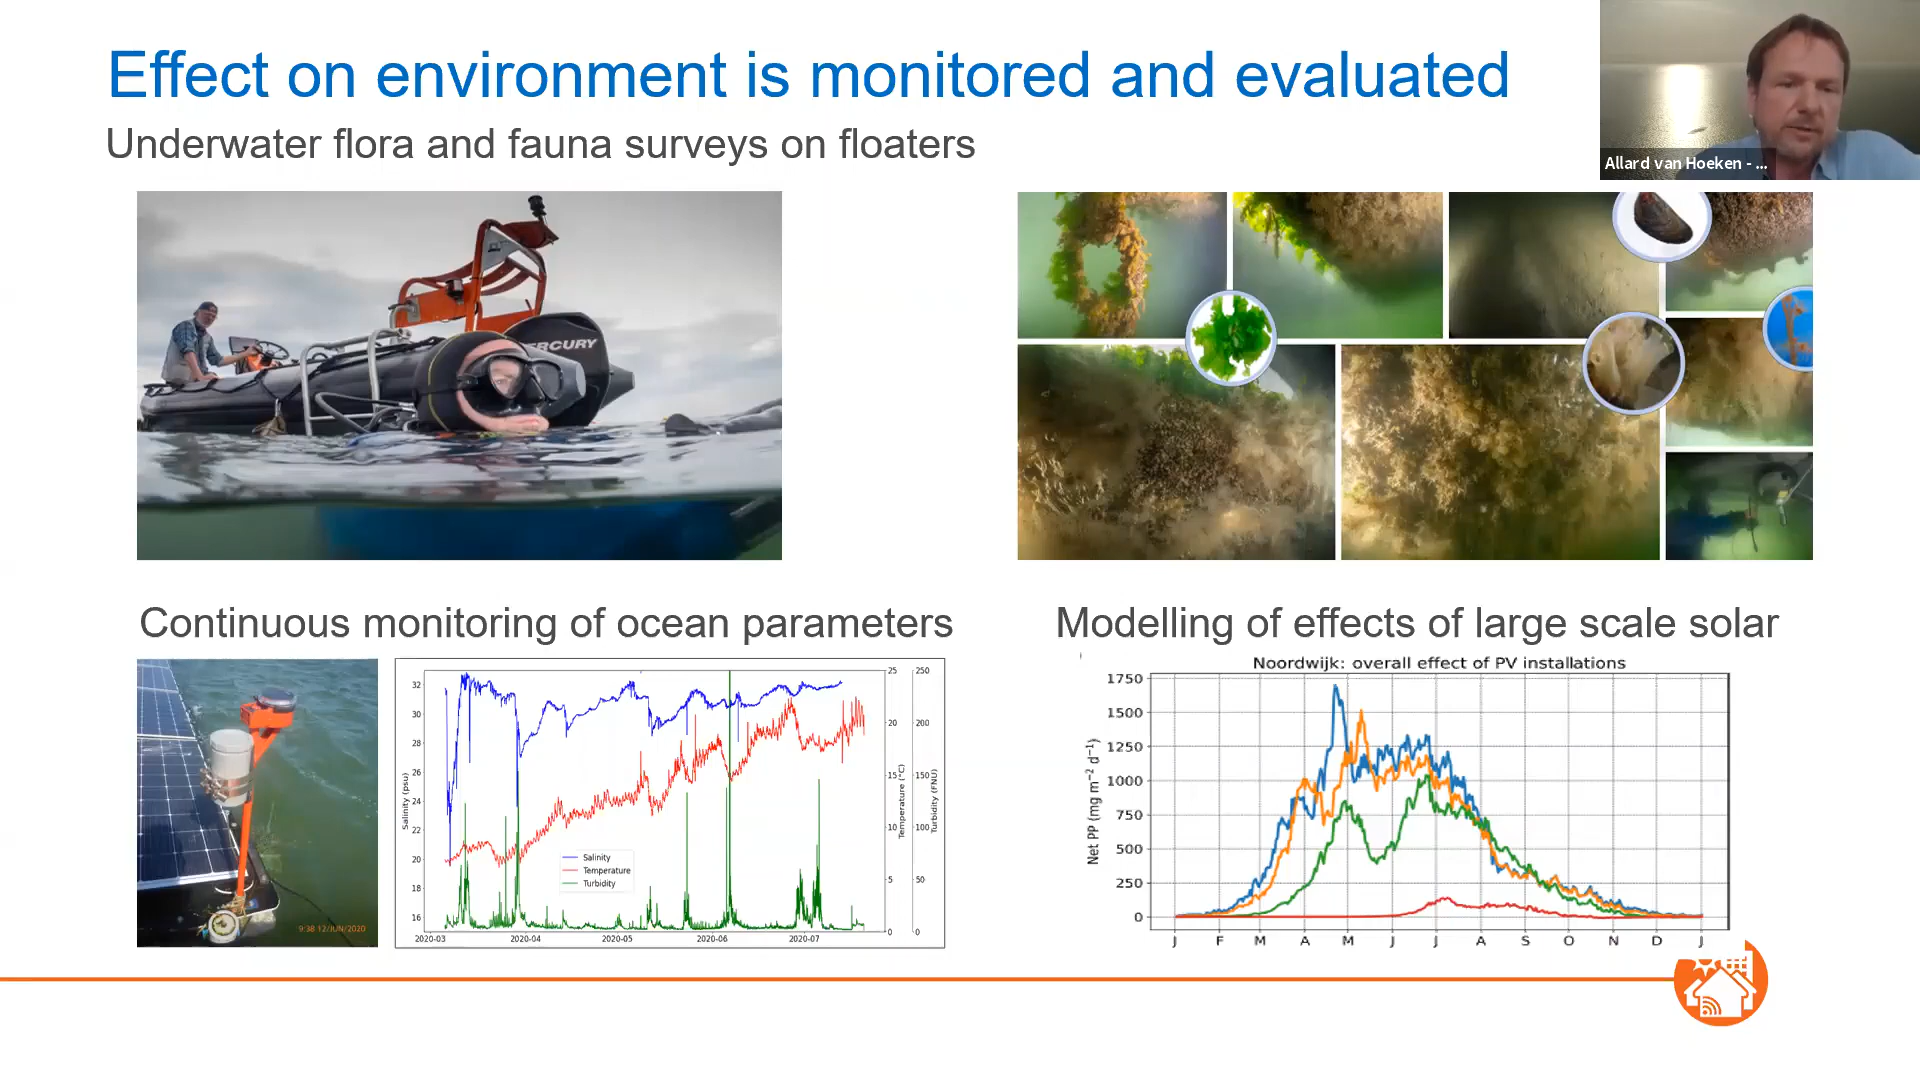 Effect on environment is monitored and evaluated
Underwater flora and fauna surveys on floaters
Allard van Hoeken - ...
ERCURY
Continuous monitoring of ocean parameters
Modelling of effects of large scale solar
9:38 12/JUN/2020
32
30
28
26
24
22
20
18
16
Salinity (psu)
25
20
15
10
5
0
Temperature (°C)
250
200
150
100
50
0
Turbidity (FNU)
Salinity
Temperature
Turbidity
2020-03 2020-04 2020-05 2020-06 2020-07
Noordwijk: overall effect of PV installations
1750
1500
1250
1000
750
500
250
0
Net PP (mg m⁻² d⁻¹)
J F M A M J J A S O N D J